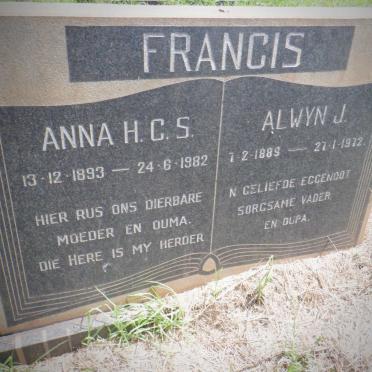 FRANCIS
ANNA H.C.S.
13-12-1893 — 24-6-1982
HIER RUS ONS DIERBARE
MOEDER EN OUMA.
DIE HERE IS MY HERDER
ALWYN J.
7-2-1889 — 27-1-1972
N GELIEFDE EGGENOOT
SORGSAME VADER
EN OUPA.